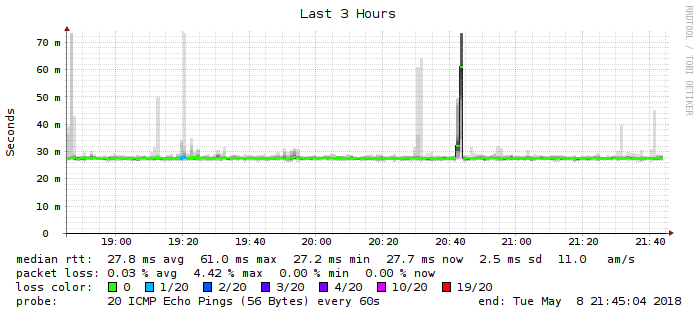 Last 3 Hours
RRDTOOL / TOBI OETIKER
Seconds
70 m
60 m
50 m
40 m
30 m
20 m
10 m
0
19:00 19:20 19:40 20:00 20:20 20:40 21:00 21:20 21:40
median rtt: 27.8 ms avg 61.0 ms max 27.2 ms min 27.7 ms now 2.5 ms sd 11.0 am/s
packet loss: 0.03 % avg 4.42 % max 0.00 % min 0.00 % now
loss color: 0 1/20 2/20 3/20 4/20 10/20 19/20
probe: 20 ICMP Echo Pings (56 Bytes) every 60s end: Tue May 8 21:45:04 2018